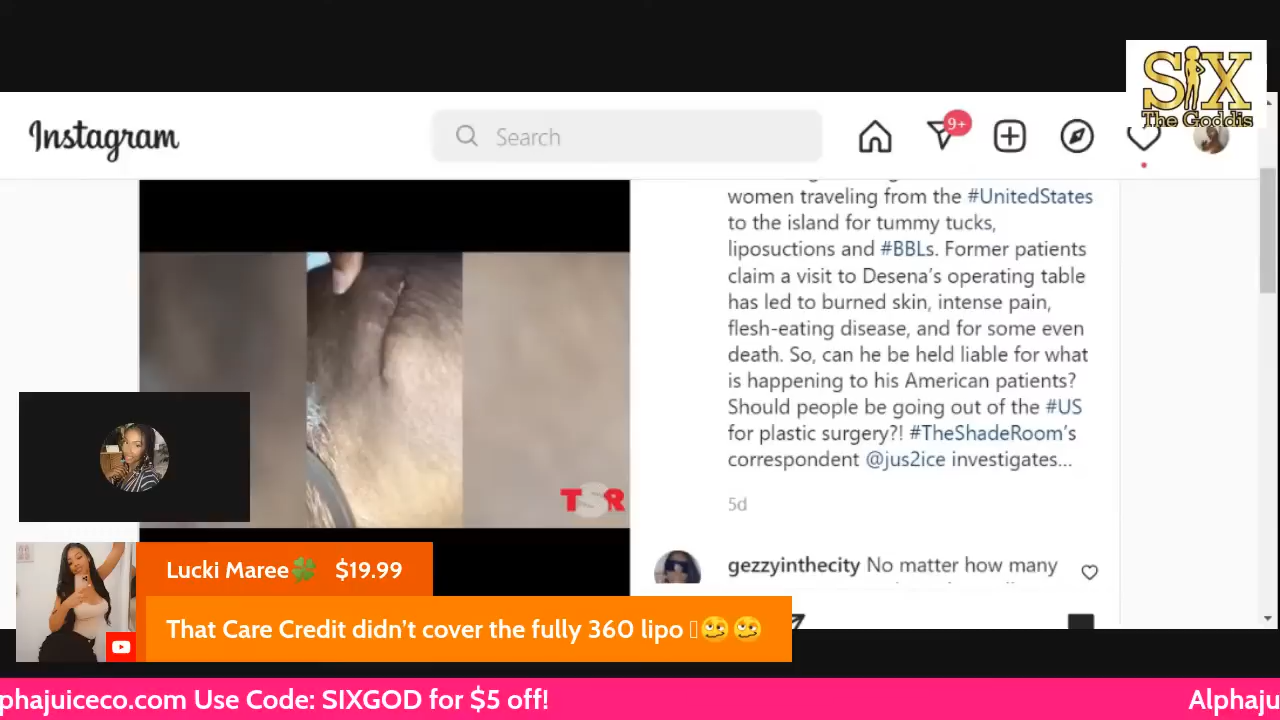 SIX
The Goddis
Instagram
Search
9+
women traveling from the #UnitedStates
to the island for tummy tucks,
liposuctions and #BBLs. Former patients
claim a visit to Desena's operating table
has led to burned skin, intense pain,
flesh-eating disease, and for some even
death. So, can he be held liable for what
is happening to his American patients?
Should people be going out of the #US
for plastic surgery?! #TheShadeRoom's
correspondent @jus2ice investigates...
5d
TSR
gezzyinthecity No matter how many
Lucki Maree🍀 $19.99
That Care Credit didn't cover the fully 360 lipo 🥴🥴
phajuiceco.com Use Code: SIXGOD for $5 off!
Alphaju